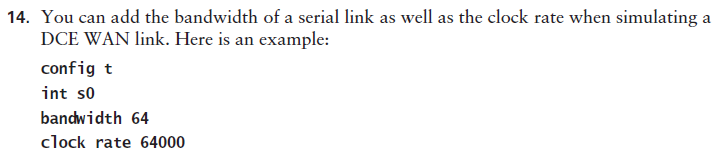 14. You can add the bandwidth of a serial link as well as the clock rate when simulating a
DCE WAN link. Here is an example:
config t
int s0
bandwidth 64
clock rate 64000